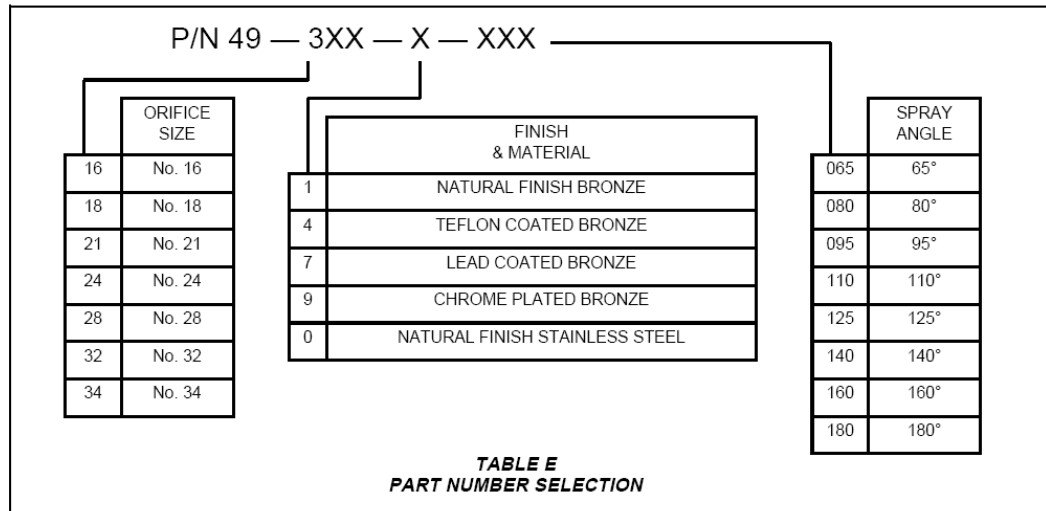 P/N 49 — 3XX — X — XXX
ORIFICE
SIZE
16 No. 16
18 No. 18
21 No. 21
24 No. 24
28 No. 28
32 No. 32
34 No. 34
FINISH
& MATERIAL
1 NATURAL FINISH BRONZE
4 TEFLON COATED BRONZE
7 LEAD COATED BRONZE
9 CHROME PLATED BRONZE
0 NATURAL FINISH STAINLESS STEEL
SPRAY
ANGLE
065 65°
080 80°
095 95°
110 110°
125 125°
140 140°
160 160°
180 180°
TABLE E
PART NUMBER SELECTION